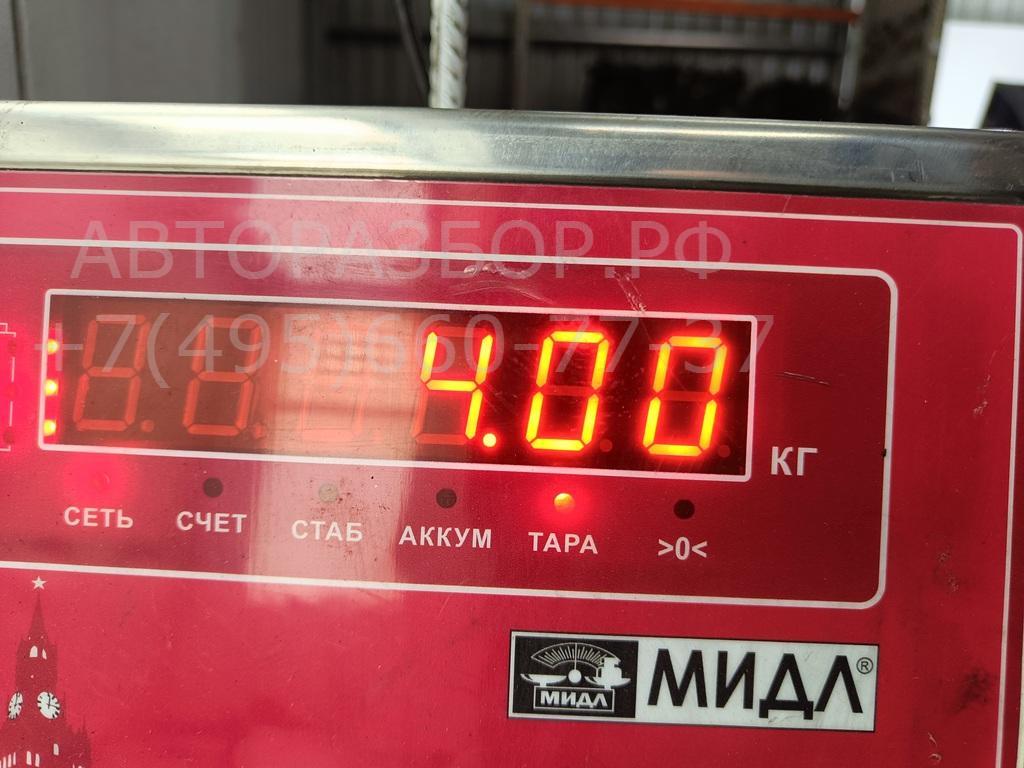 АВТОРАЗБОР.РФ
+7(495)660-77-37
4.00
КГ
СЕТЬ СЧЕТ СТАБ АККУМ ТАРА >0<
МИДЛ МИДЛ®